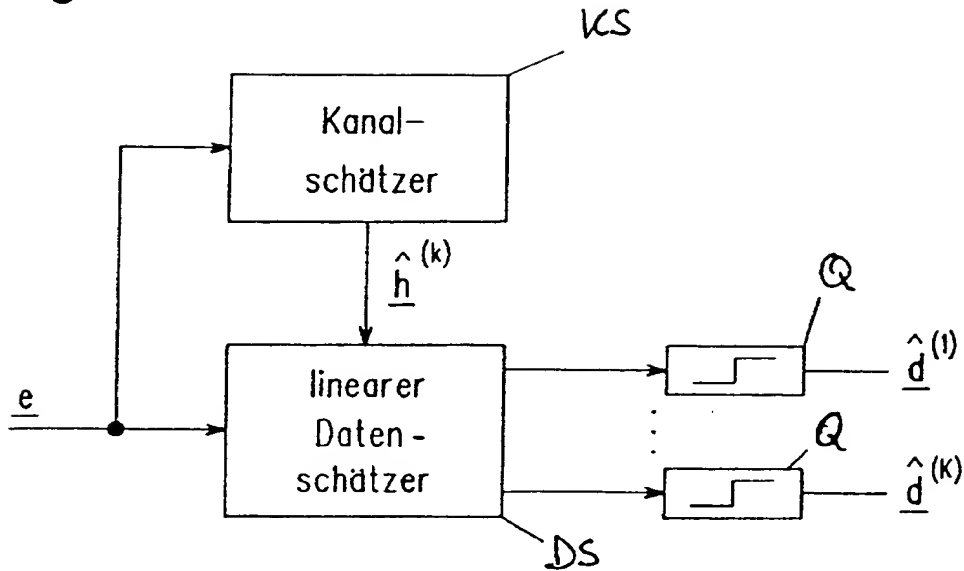 KS
Kanal-
schätzer
ĥ (k)
Q
linearer
Daten-
schätzer
e
d̂ (1)
Q
d̂ (K)
DS